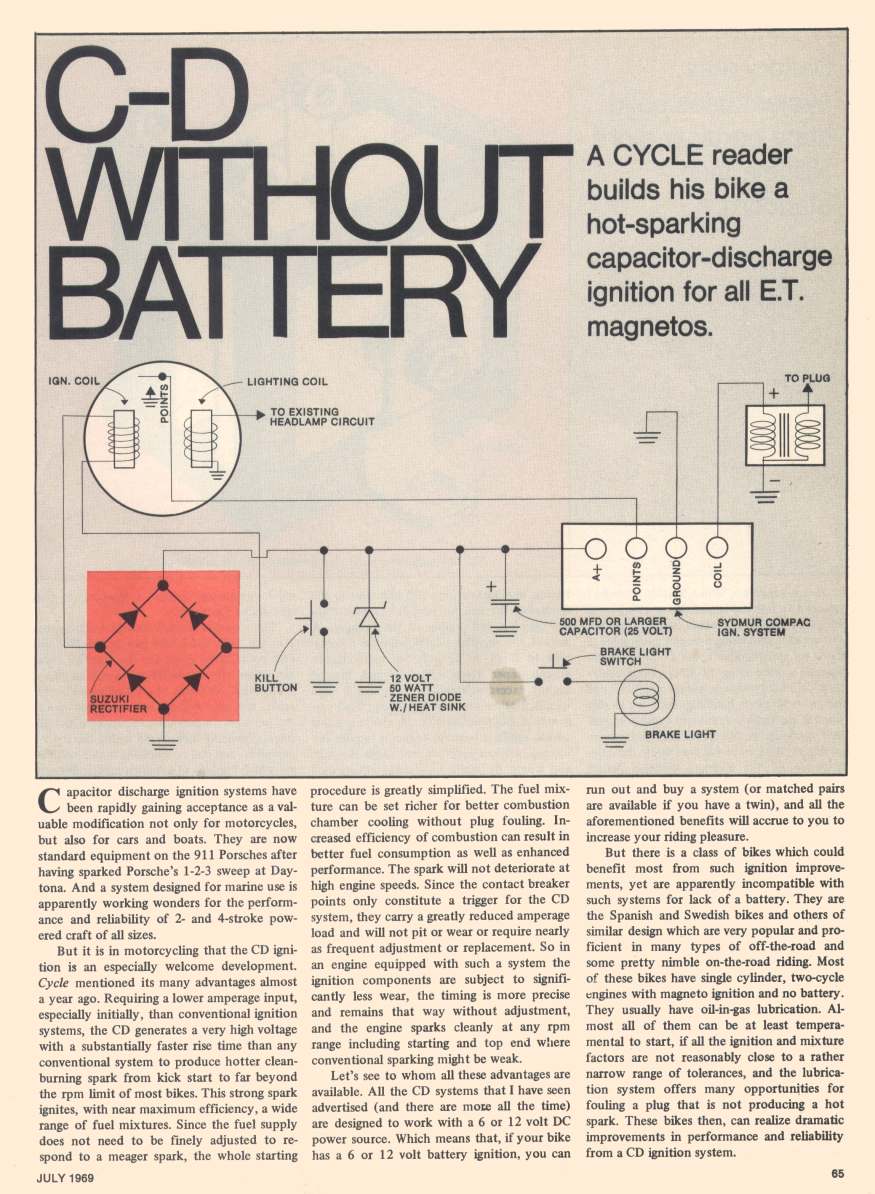 C-D
WITHOUT
BATTERY
A CYCLE reader
builds his bike a
hot-sparking
capacitor-discharge
ignition for all E.T.
magnetos.
IGN. COIL
POINTS
LIGHTING COIL
TO EXISTING
HEADLAMP CIRCUIT
TO PLUG
+
-
A+
POINTS
GROUND
COIL
+
500 MFD OR LARGER
CAPACITOR (25 VOLT)
SYDMUR COMPAC
IGN. SYSTEM
BRAKE LIGHT
SWITCH
KILL
BUTTON
12 VOLT
50 WATT
ZENER DIODE
W./HEAT SINK
SUZUKI
RECTIFIER
BRAKE LIGHT
Capacitor discharge ignition systems have
been rapidly gaining acceptance as a val-
uable modification not only for motorcycles,
but also for cars and boats. They are now
standard equipment on the 911 Porsches after
having sparked Porsche's 1-2-3 sweep at Day-
tona. And a system designed for marine use is
apparently working wonders for the perform-
ance and reliability of 2- and 4-stroke pow-
ered craft of all sizes.
But it is in motorcycling that the CD igni-
tion is an especially welcome development.
Cycle mentioned its many advantages almost
a year ago. Requiring a lower amperage input,
especially initially, than conventional ignition
systems, the CD generates a very high voltage
with a substantially faster rise time than any
conventional system to produce hotter clean-
burning spark from kick start to far beyond
the rpm limit of most bikes. This strong spark
ignites, with near maximum efficiency, a wide
range of fuel mixtures. Since the fuel supply
does not need to be finely adjusted to re-
spond to a meager spark, the whole starting
procedure is greatly simplified. The fuel mix-
ture can be set richer for better combustion
chamber cooling without plug fouling. In-
creased efficiency of combustion can result in
better fuel consumption as well as enhanced
performance. The spark will not deteriorate at
high engine speeds. Since the contact breaker
points only constitute a trigger for the CD
system, they carry a greatly reduced amperage
load and will not pit or wear or require nearly
as frequent adjustment or replacement. So in
an engine equipped with such a system the
ignition components are subject to signifi-
cantly less wear, the timing is more precise
and remains that way without adjustment,
and the engine sparks cleanly at any rpm
range including starting and top end where
conventional sparking might be weak.
Let's see to whom all these advantages are
available. All the CD systems that I have seen
advertised (and there are more all the time)
are designed to work with a 6 or 12 volt DC
power source. Which means that, if your bike
has a 6 or 12 volt battery ignition, you can
run out and buy a system (or matched pairs
are available if you have a twin), and all the
aforementioned benefits will accrue to you to
increase your riding pleasure.
But there is a class of bikes which could
benefit most from such ignition improve-
ments, yet are apparently incompatible with
such systems for lack of a battery. They are
the Spanish and Swedish bikes and others of
similar design which are very popular and pro-
ficient in many types of off-the-road and
some pretty nimble on-the-road riding. Most
of these bikes have single cylinder, two-cycle
engines with magneto ignition and no battery.
They usually have oil-in-gas lubrication. Al-
most all of them can be at least tempera-
mental to start, if all the ignition and mixture
factors are not reasonably close to a rather
narrow range of tolerances, and the lubrica-
tion system offers many opportunities for
fouling a plug that is not producing a hot
spark. These bikes then, can realize dramatic
improvements in performance and reliability
from a CD ignition system.
JULY 1969
65